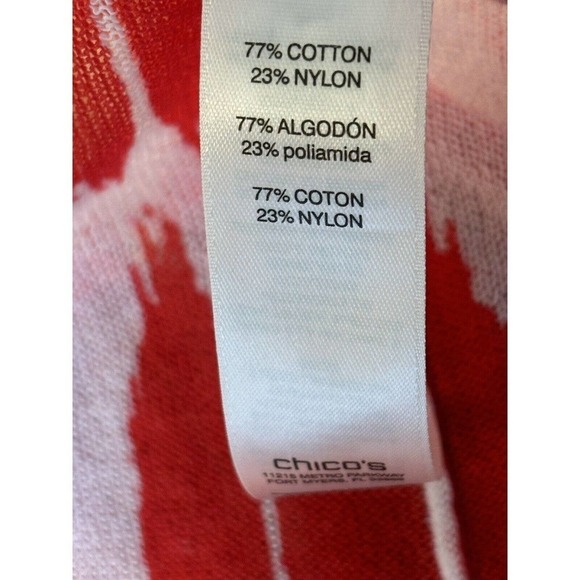 77% COTTON
23% NYLON
77% ALGODÓN
23% poliamida
77% COTON
23% NYLON
chico's
11215 METRO PARKWAY
FORT MYERS, FL